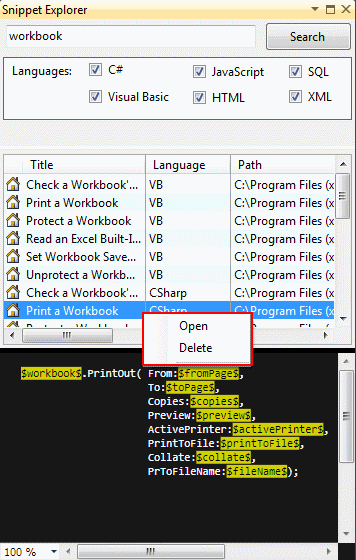 Snippet Explorer
workbook
Search
Languages: C# JavaScript SQL
Visual Basic HTML XML
Title Language Path
Check a Workbook'... VB C:\Program Files (x
Print a Workbook VB C:\Program Files (x
Protect a Workbook VB C:\Program Files (x
Read an Excel Built-I... VB C:\Program Files (x
Set Workbook Save... VB C:\Program Files (x
Unprotect a Workb... VB C:\Program Files (x
Check a Workbook'... CSharp C:\Program Files (x
Print a Workbook CSharp C:\Program Files (x
Open
Delete
$workbook$.PrintOut( From:$fromPage$,
To:$toPage$,
Copies:$copies$,
Preview:$preview$,
ActivePrinter:$activePrinter$,
PrintToFile:$printToFile$,
Collate:$collate$,
PrToFileName:$fileName$);
100 %